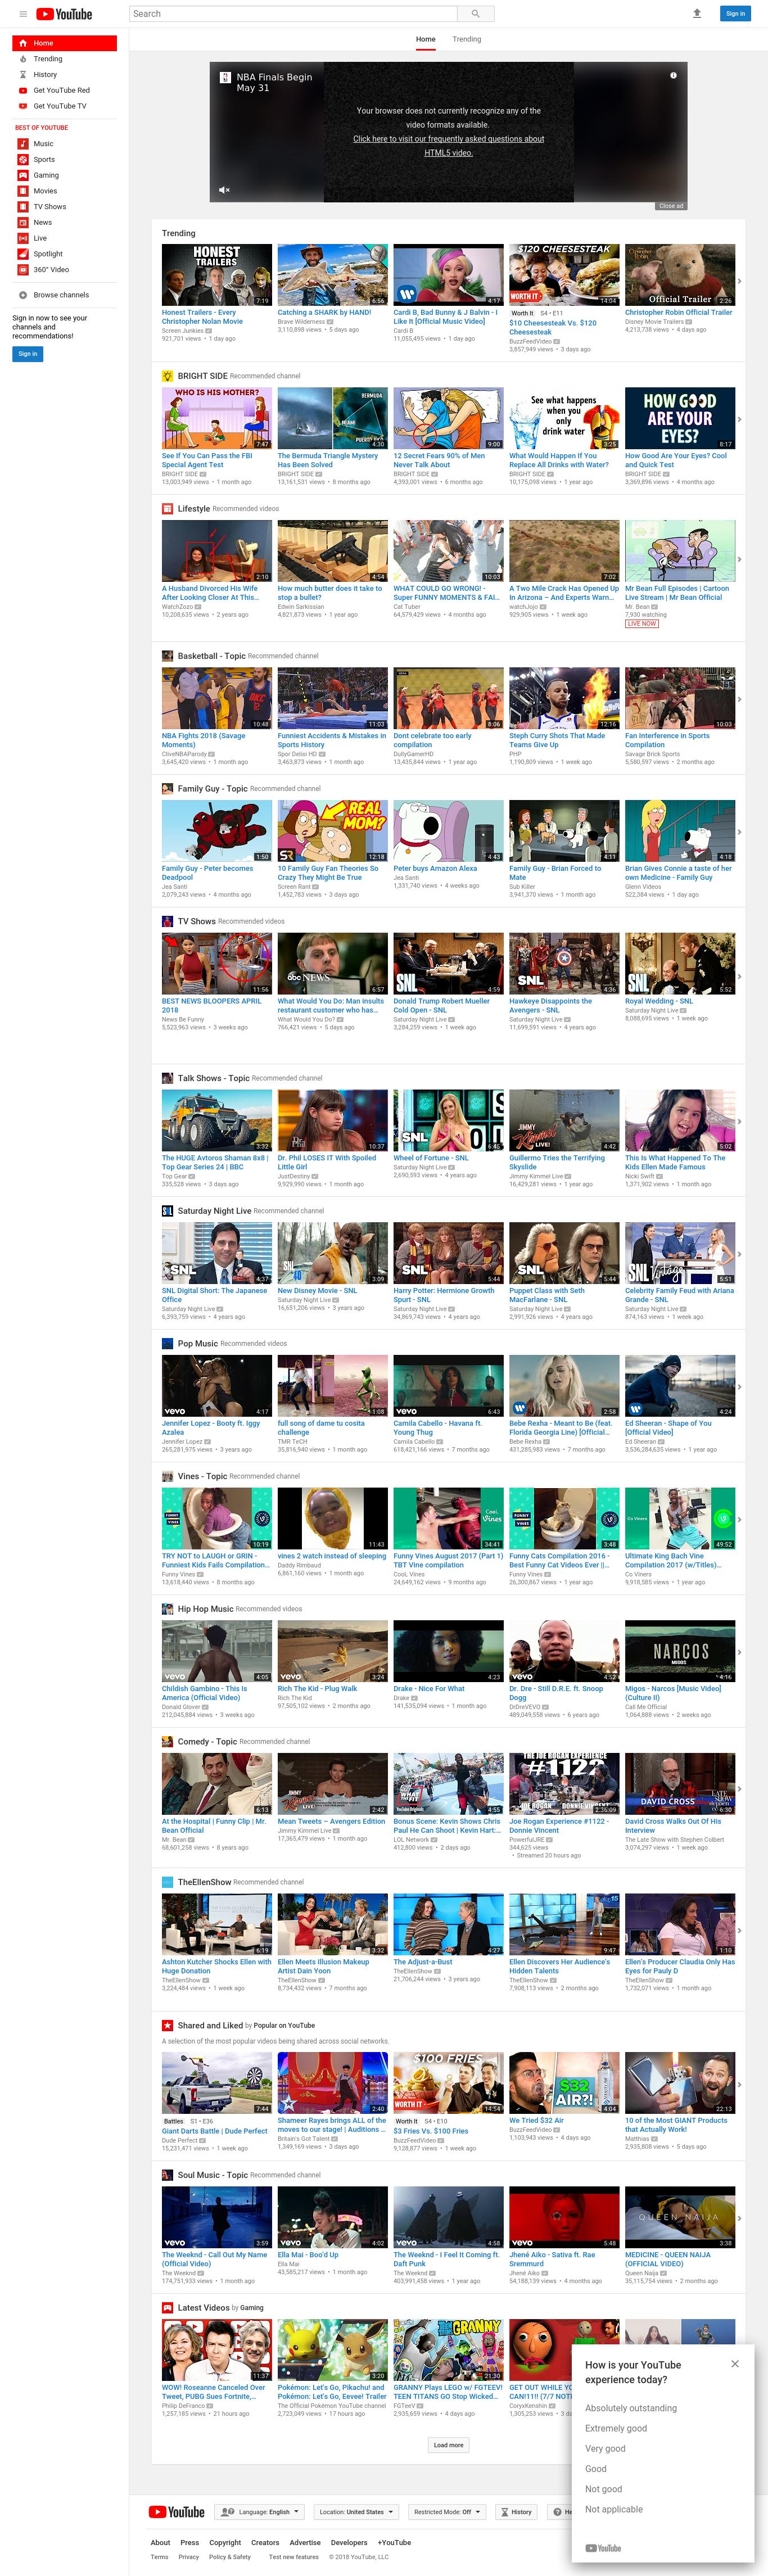 YouTube
Search
Sign in
Home
Trending
History
Get YouTube Red
Get YouTube TV
BEST OF YOUTUBE
Music
Sports
Gaming
Movies
TV Shows
News
Live
Spotlight
360° Video
Browse channels
Sign in now to see your
channels and
recommendations!
Sign in
Home Trending
NBA Finals Begin
May 31
Your browser does not currently recognize any of the
video formats available.
Click here to visit our frequently asked questions about
HTML5 video.
Close ad
Trending
Honest Trailers - Every
Christopher Nolan Movie
Screen Junkies
921,701 views • 1 day ago
Catching a SHARK by HAND!
Brave Wilderness
3,110,898 views • 5 days ago
Cardi B, Bad Bunny & J Balvin - I
Like It [Official Music Video]
Cardi B
11,055,495 views • 1 day ago
Worth It S4 • E11
$10 Cheesesteak Vs. $120
Cheesesteak
BuzzFeedVideo
3,857,949 views • 3 days ago
Christopher Robin Official Trailer
Disney Movie Trailers
4,213,738 views • 4 days ago
BRIGHT SIDE Recommended channel
See If You Can Pass the FBI
Special Agent Test
BRIGHT SIDE
13,003,949 views • 1 month ago
The Bermuda Triangle Mystery
Has Been Solved
BRIGHT SIDE
13,161,531 views • 8 months ago
12 Secret Fears 90% of Men
Never Talk About
BRIGHT SIDE
4,393,001 views • 6 months ago
What Would Happen If You
Replace All Drinks with Water?
BRIGHT SIDE
10,175,098 views • 1 year ago
How Good Are Your Eyes? Cool
and Quick Test
BRIGHT SIDE
3,369,896 views • 4 months ago
Lifestyle Recommended videos
A Husband Divorced His Wife
After Looking Closer At This...
WatchZozo
10,208,635 views • 2 years ago
How much butter does it take to
stop a bullet?
Edwin Sarkissian
4,821,873 views • 1 year ago
WHAT COULD GO WRONG! -
Super FUNNY MOMENTS & FAI...
Cat Tuber
64,579,429 views • 4 months ago
A Two Mile Crack Has Opened Up
In Arizona – And Experts Warn...
watchJojo
929,905 views • 1 week ago
Mr Bean Full Episodes | Cartoon
Live Stream | Mr Bean Official
Mr. Bean
7,930 watching
LIVE NOW
Basketball - Topic Recommended channel
NBA Fights 2018 (Savage
Moments)
CliveNBAParody
3,645,420 views • 1 month ago
Funniest Accidents & Mistakes in
Sports History
Spor Delisi HD
3,463,873 views • 1 month ago
Dont celebrate too early
compilation
DullyGamerHD
13,435,844 views • 1 year ago
Steph Curry Shots That Made
Teams Give Up
PHP
1,190,809 views • 1 week ago
Fan Interference in Sports
Compilation
Savage Brick Sports
5,580,597 views • 2 months ago
Family Guy - Topic Recommended channel
Family Guy - Peter becomes
Deadpool
Jea Santi
2,079,243 views • 4 months ago
10 Family Guy Fan Theories So
Crazy They Might Be True
Screen Rant
1,452,783 views • 3 days ago
Peter buys Amazon Alexa
Jea Santi
1,331,740 views • 4 weeks ago
Family Guy - Brian Forced to
Mate
Sub Killer
3,941,370 views • 1 month ago
Brian Gives Connie a taste of her
own Medicine - Family Guy
Glenn Videos
522,384 views • 1 day ago
TV Shows Recommended videos
BEST NEWS BLOOPERS APRIL
2018
News Be Funny
5,523,963 views • 3 weeks ago
What Would You Do: Man insults
restaurant customer who has...
What Would You Do?
766,421 views • 5 days ago
Donald Trump Robert Mueller
Cold Open - SNL
Saturday Night Live
3,284,259 views • 1 week ago
Hawkeye Disappoints the
Avengers - SNL
Saturday Night Live
11,699,591 views • 4 years ago
Royal Wedding - SNL
Saturday Night Live
8,088,695 views • 1 week ago
Talk Shows - Topic Recommended channel
The HUGE Avtoros Shaman 8x8 |
Top Gear Series 24 | BBC
Top Gear
335,528 views • 3 days ago
Dr. Phil LOSES IT With Spoiled
Little Girl
JustDestiny
9,929,990 views • 1 month ago
Wheel of Fortune - SNL
Saturday Night Live
2,690,593 views • 4 years ago
Guillermo Tries the Terrifying
Skyslide
Jimmy Kimmel Live
16,429,281 views • 1 year ago
This Is What Happened To The
Kids Ellen Made Famous
Nicki Swift
1,371,902 views • 1 month ago
Saturday Night Live Recommended channel
SNL Digital Short: The Japanese
Office
Saturday Night Live
6,393,759 views • 4 years ago
New Disney Movie - SNL
Saturday Night Live
16,651,206 views • 3 years ago
Harry Potter: Hermione Growth
Spurt - SNL
Saturday Night Live
34,869,743 views • 4 years ago
Puppet Class with Seth
MacFarlane - SNL
Saturday Night Live
2,991,926 views • 4 years ago
Celebrity Family Feud with Ariana
Grande - SNL
Saturday Night Live
874,163 views • 1 week ago
Pop Music Recommended videos
Jennifer Lopez - Booty ft. Iggy
Azalea
Jennifer Lopez
265,281,975 views • 3 years ago
full song of dame tu cosita
challenge
TMR TeCH
35,816,940 views • 1 month ago
Camila Cabello - Havana ft.
Young Thug
Camila Cabello
618,421,166 views • 7 months ago
Bebe Rexha - Meant to Be (feat.
Florida Georgia Line) [Official...
Bebe Rexha
431,285,983 views • 7 months ago
Ed Sheeran - Shape of You
[Official Video]
Ed Sheeran
3,536,284,635 views • 1 year ago
Vines - Topic Recommended channel
TRY NOT to LAUGH or GRIN -
Funniest Kids Fails Compilation...
Funny Vines
13,618,440 views • 8 months ago
vines 2 watch instead of sleeping
Daddy Rimbaud
6,861,160 views • 1 month ago
Funny Vines August 2017 (Part 1)
TBT Vine compilation
CooL Vines
24,649,162 views • 9 months ago
Funny Cats Compilation 2016 -
Best Funny Cat Videos Ever ||...
Funny Vines
26,300,867 views • 1 year ago
Ultimate King Bach Vine
Compilation 2017 (w/Titles)...
Co Viners
9,918,585 views • 1 year ago
Hip Hop Music Recommended videos
Childish Gambino - This Is
America (Official Video)
Donald Glover
212,045,884 views • 3 weeks ago
Rich The Kid - Plug Walk
Rich The Kid
97,505,102 views • 2 months ago
Drake - Nice For What
Drake
141,535,094 views • 1 month ago
Dr. Dre - Still D.R.E. ft. Snoop
Dogg
DrDreVEVO
489,049,558 views • 6 years ago
Migos - Narcos [Music Video]
(Culture II)
Call Me Official
1,064,888 views • 2 weeks ago
Comedy - Topic Recommended channel
At the Hospital | Funny Clip | Mr.
Bean Official
Mr. Bean
68,601,258 views • 8 years ago
Mean Tweets – Avengers Edition
Jimmy Kimmel Live
17,365,479 views • 1 month ago
Bonus Scene: Kevin Shows Chris
Paul He Can Shoot | Kevin Hart:...
LOL Network
412,800 views • 2 days ago
Joe Rogan Experience #1122 -
Donnie Vincent
PowerfulJRE
344,625 views
• Streamed 20 hours ago
David Cross Walks Out Of His
Interview
The Late Show with Stephen Colbert
3,074,297 views • 1 week ago
TheEllenShow Recommended channel
Ashton Kutcher Shocks Ellen with
Huge Donation
TheEllenShow
3,224,484 views • 1 week ago
Ellen Meets Illusion Makeup
Artist Dain Yoon
TheEllenShow
8,734,432 views • 7 months ago
The Adjust-a-Bust
TheEllenShow
21,706,244 views • 3 years ago
Ellen Discovers Her Audience's
Hidden Talents
TheEllenShow
7,908,113 views • 2 months ago
Ellen's Producer Claudia Only Has
Eyes for Pauly D
TheEllenShow
1,732,071 views • 1 month ago
Shared and Liked by Popular on YouTube
A selection of the most popular videos being shared across social networks.
Battles S1 • E36
Giant Darts Battle | Dude Perfect
Dude Perfect
15,231,471 views • 1 week ago
Shameer Rayes brings ALL of the
moves to our stage! | Auditions...
Britain's Got Talent
1,349,169 views • 3 days ago
Worth It S4 • E10
$3 Fries Vs. $100 Fries
BuzzFeedVideo
9,128,877 views • 1 week ago
We Tried $32 Air
BuzzFeedVideo
1,103,943 views • 4 days ago
10 of the Most GIANT Products
that Actually Work!
Matthias
2,935,808 views • 5 days ago
Soul Music - Topic Recommended channel
The Weeknd - Call Out My Name
(Official Video)
The Weeknd
174,751,933 views • 1 month ago
Ella Mai - Boo'd Up
Ella Mai
43,585,217 views • 1 month ago
The Weeknd - I Feel It Coming ft.
Daft Punk
The Weeknd
403,991,458 views • 1 year ago
Jhené Aiko - Sativa ft. Rae
Sremmurd
Jhené Aiko
54,188,139 views • 4 months ago
MEDICINE - QUEEN NAIJA
(OFFICIAL VIDEO)
Queen Naija
35,115,754 views • 2 months ago
Latest Videos by Gaming
WOW! Roseanne Canceled Over
Tweet, PUBG Sues Fortnite,...
Philip DeFranco
1,257,185 views • 21 hours ago
Pokémon: Let's Go, Pikachu! and
Pokémon: Let's Go, Eevee! Trailer
The Official Pokémon YouTube channel
2,723,049 views • 17 hours ago
GRANNY Plays LEGO w/ FGTEEV!
TEEN TITANS GO Stop Wicked...
FGTeeV
2,935,659 views • 4 days ago
GET OUT WHILE YO
CAN!11!! (7/7 NOT
CoryxKenshin
1,305,253 views • 3 da
Load more
How is your YouTube
experience today?
Absolutely outstanding
Extremely good
Very good
Good
Not good
Not applicable
YouTube
YouTube
Language: English
Location: United States
Restricted Mode: Off
History
He
About Press Copyright Creators Advertise Developers +YouTube
Terms Privacy Policy & Safety Test new features © 2018 YouTube, LLC